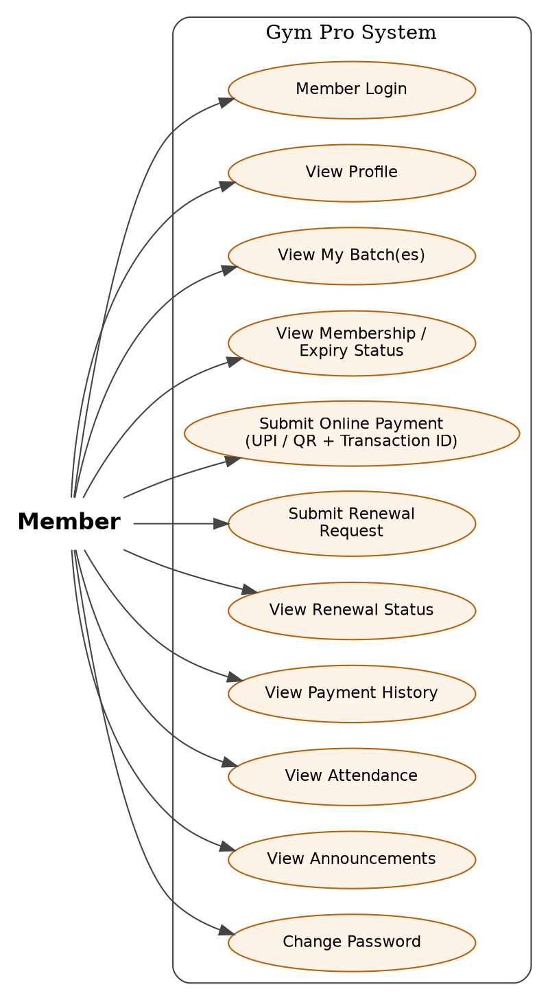 Gym Pro System
Member Login
View Profile
View My Batch(es)
View Membership /
Expiry Status
Submit Online Payment
(UPI / QR + Transaction ID)
Member
Submit Renewal
Request
View Renewal Status
View Payment History
View Attendance
View Announcements
Change Password